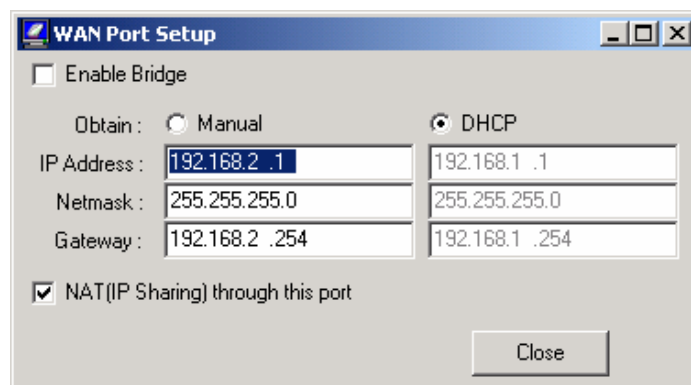 WAN Port Setup
Enable Bridge
Obtain : Manual DHCP
IP Address : 192.168.2 .1 192.168.1 .1
Netmask : 255.255.255.0 255.255.255.0
Gateway : 192.168.2 .254 192.168.1 .254
NAT(IP Sharing) through this port
Close